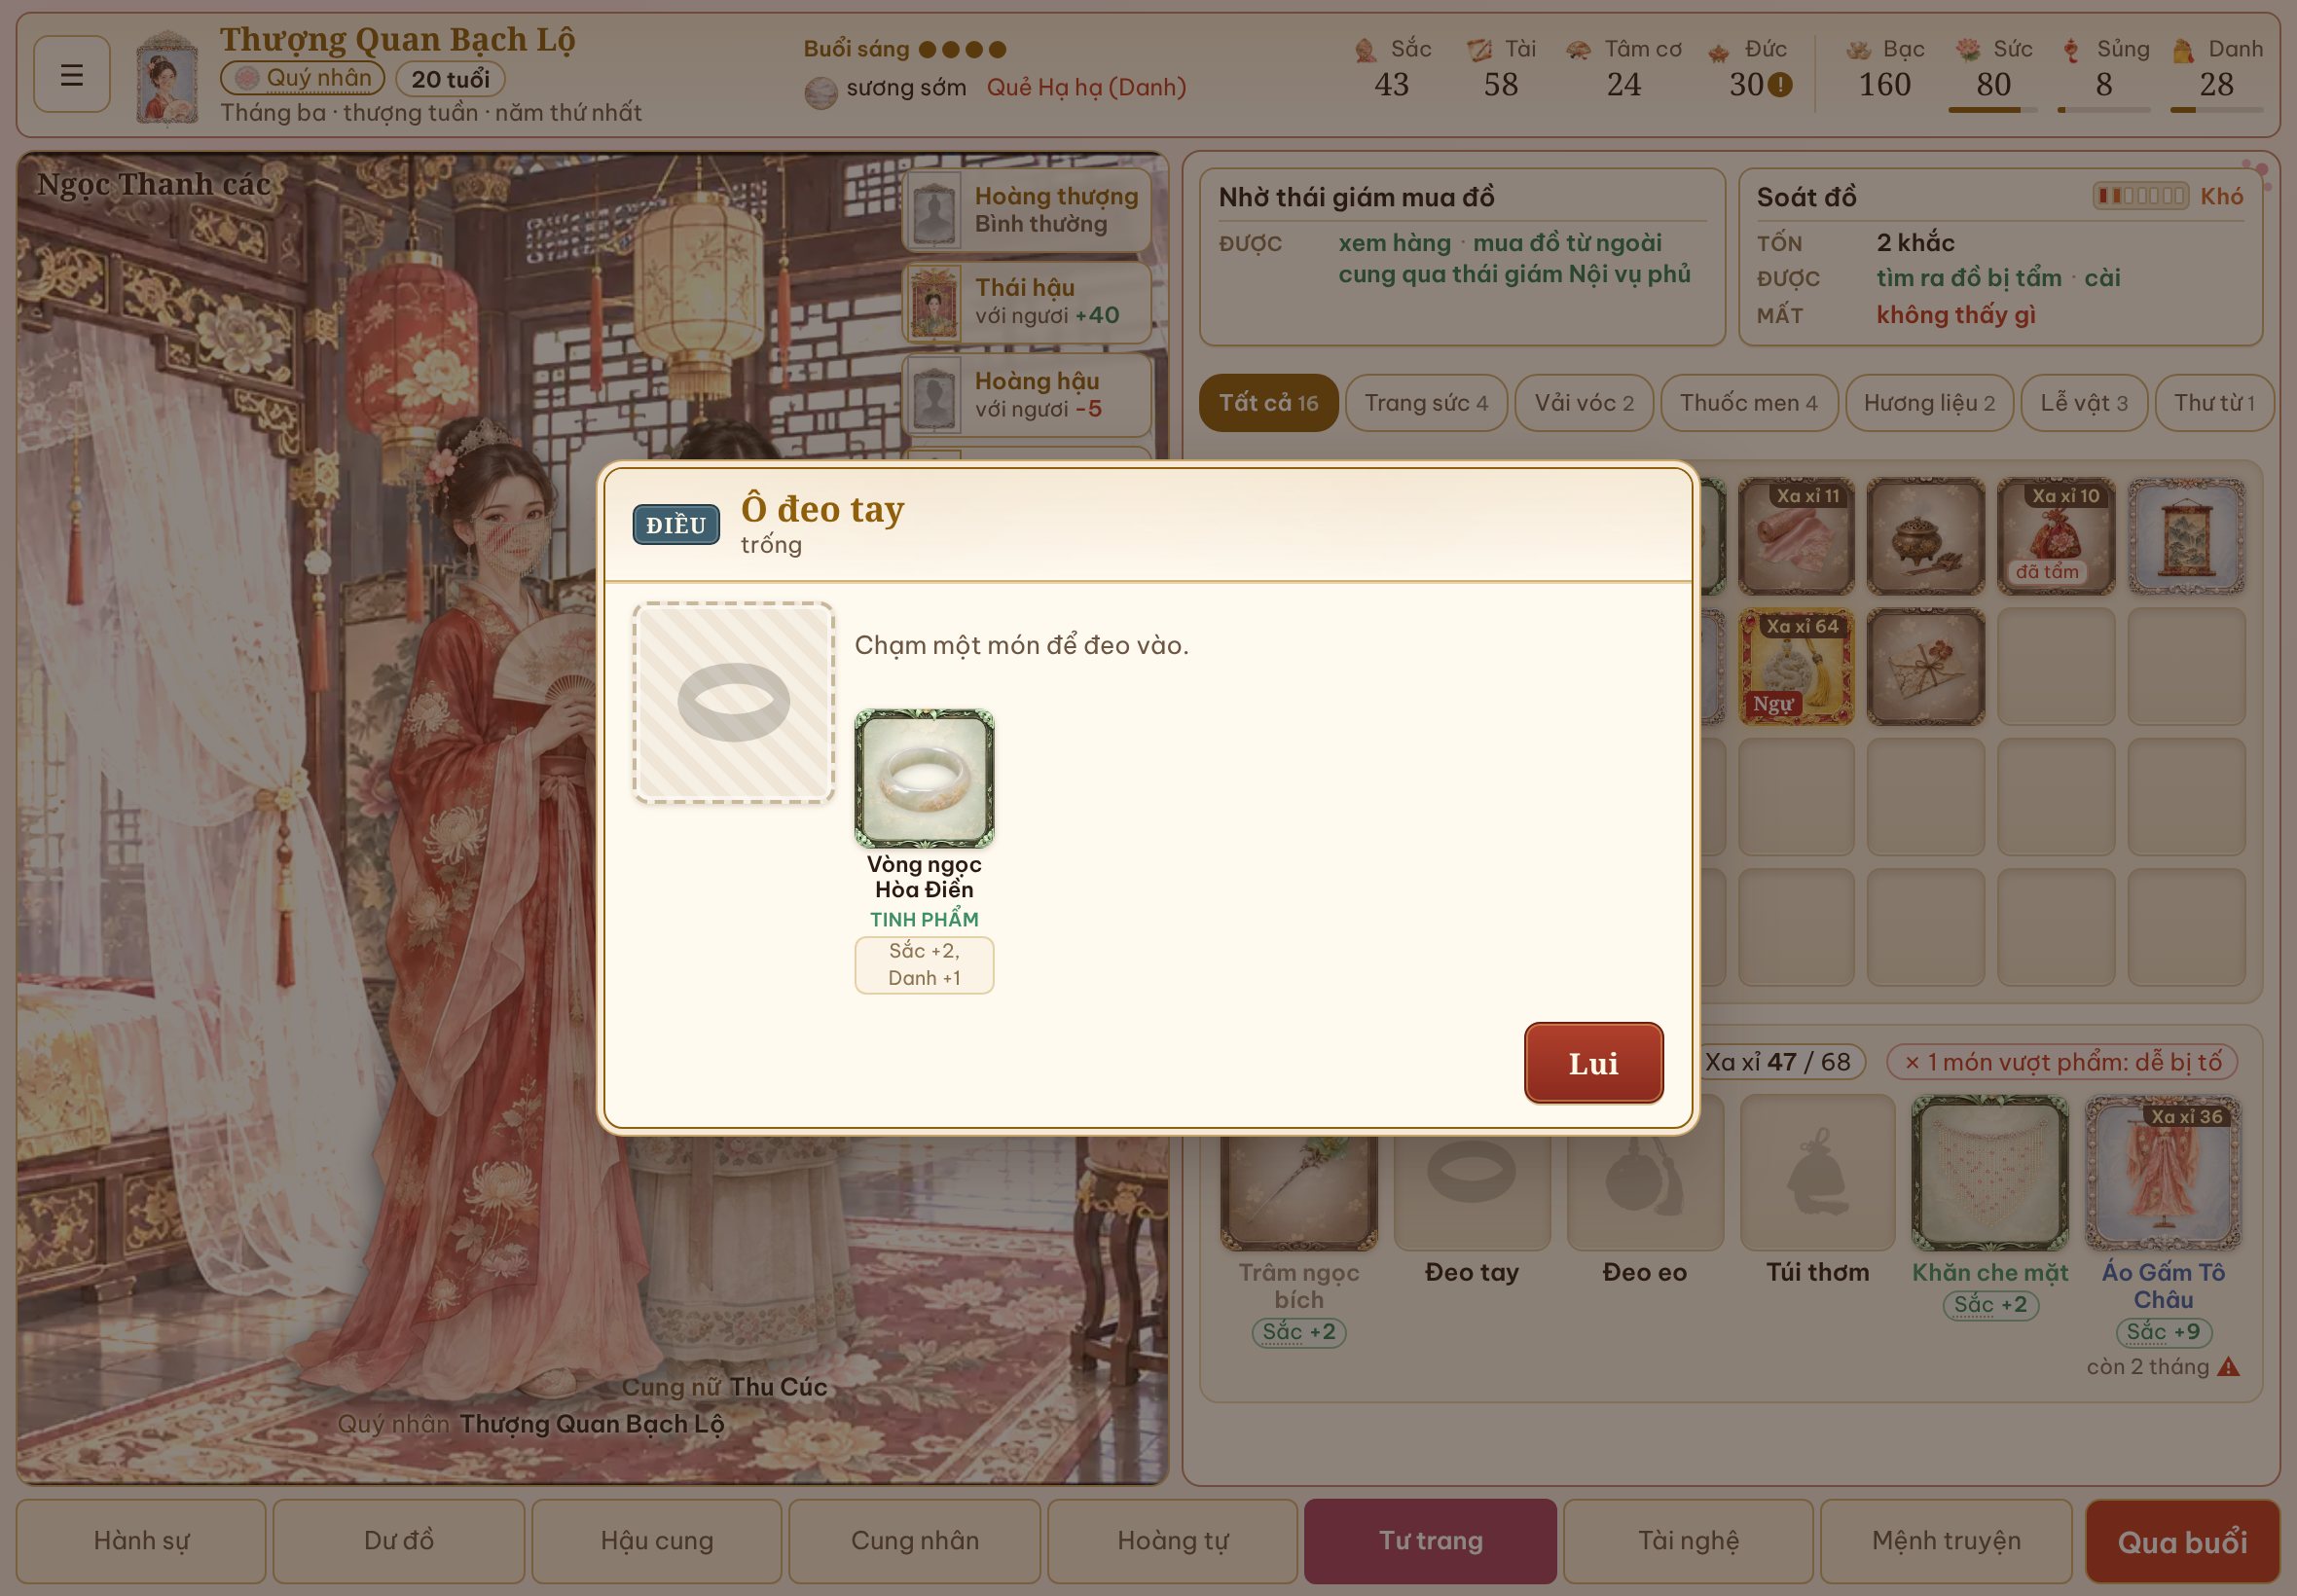 Thượng Quan Bạch Lộ
Quý nhân
20 tuổi
Tháng ba · thượng tuần · năm thứ nhất
Buổi sáng
sương sớm
Quẻ Hạ hạ (Danh)
Sắc
43
Tài
58
Tâm cơ
24
Đức
30
Bạc
160
Sức
80
Sủng
8
Danh
28
Ngọc Thanh các
Hoàng thượng
Bình thường
Thái hậu
với ngươi +40
Hoàng hậu
với ngươi -5
Nhờ thái giám mua đồ
ĐƯỢC xem hàng · mua đồ từ ngoài
cung qua thái giám Nội vụ phủ
Soát đồ
Khó
TỐN 2 khắc
ĐƯỢC tìm ra đồ bị tẩm · cài
MẤT không thấy gì
Tất cả 16
Trang sức 4
Vải vóc 2
Thuốc men 4
Hương liệu 2
Lễ vật 3
Thư từ 1
Xa xỉ 11
Xa xỉ 10
đã tẩm
Xa xỉ 64
Ngự
ĐIỀU
Ô đeo tay
trống
Chạm một món để đeo vào.
Vòng ngọc
Hòa Điền
TINH PHẨM
Sắc +2,
Danh +1
Lui
Xa xỉ 47 / 68
× 1 món vượt phẩm: dễ bị tố
Xa xỉ 36
Trâm ngọc
bích
Sắc +2
Đeo tay
Đeo eo
Túi thơm
Khăn che mặt
Sắc +2
Áo Gấm Tô
Châu
Sắc +9
còn 2 tháng
Cung nữ Thu Cúc
Quý nhân Thượng Quan Bạch Lộ
Hành sự
Dư đồ
Hậu cung
Cung nhân
Hoàng tự
Tư trang
Tài nghệ
Mệnh truyện
Qua buổi